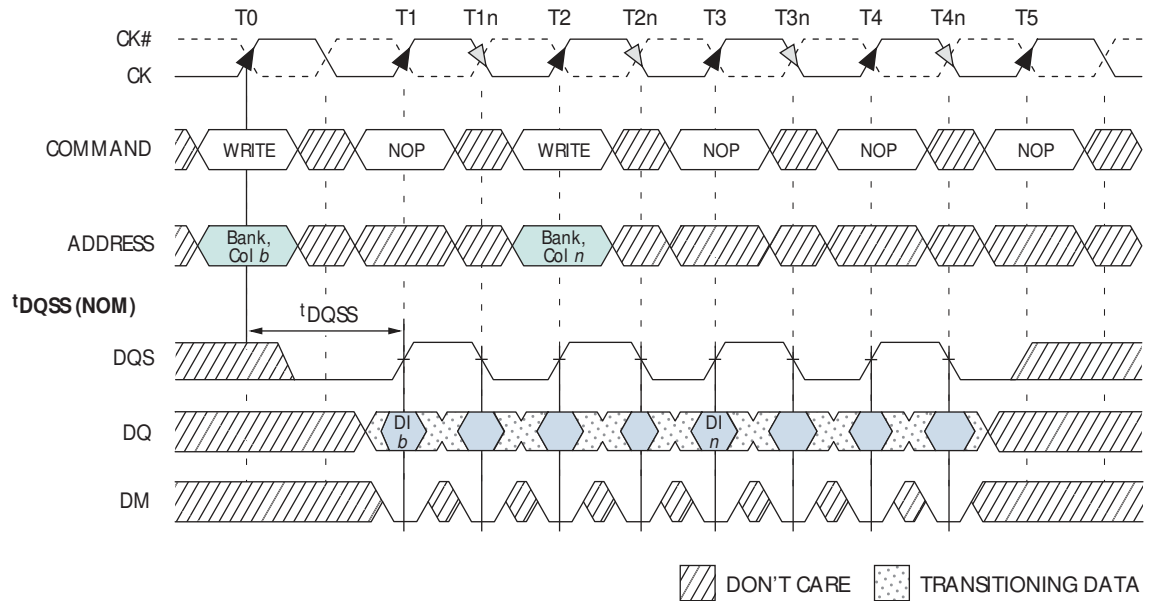 T0 T1 T1n T2 T2n T3 T3n T4 T4n T5
CK#
CK
COMMAND WRITE NOP WRITE NOP NOP NOP
ADDRESS Bank, Col b Bank, Col n
tDQSS (NOM)
tDQSS
DQS
DQ DI b DI n
DM
DON'T CARE TRANSITIONING DATA